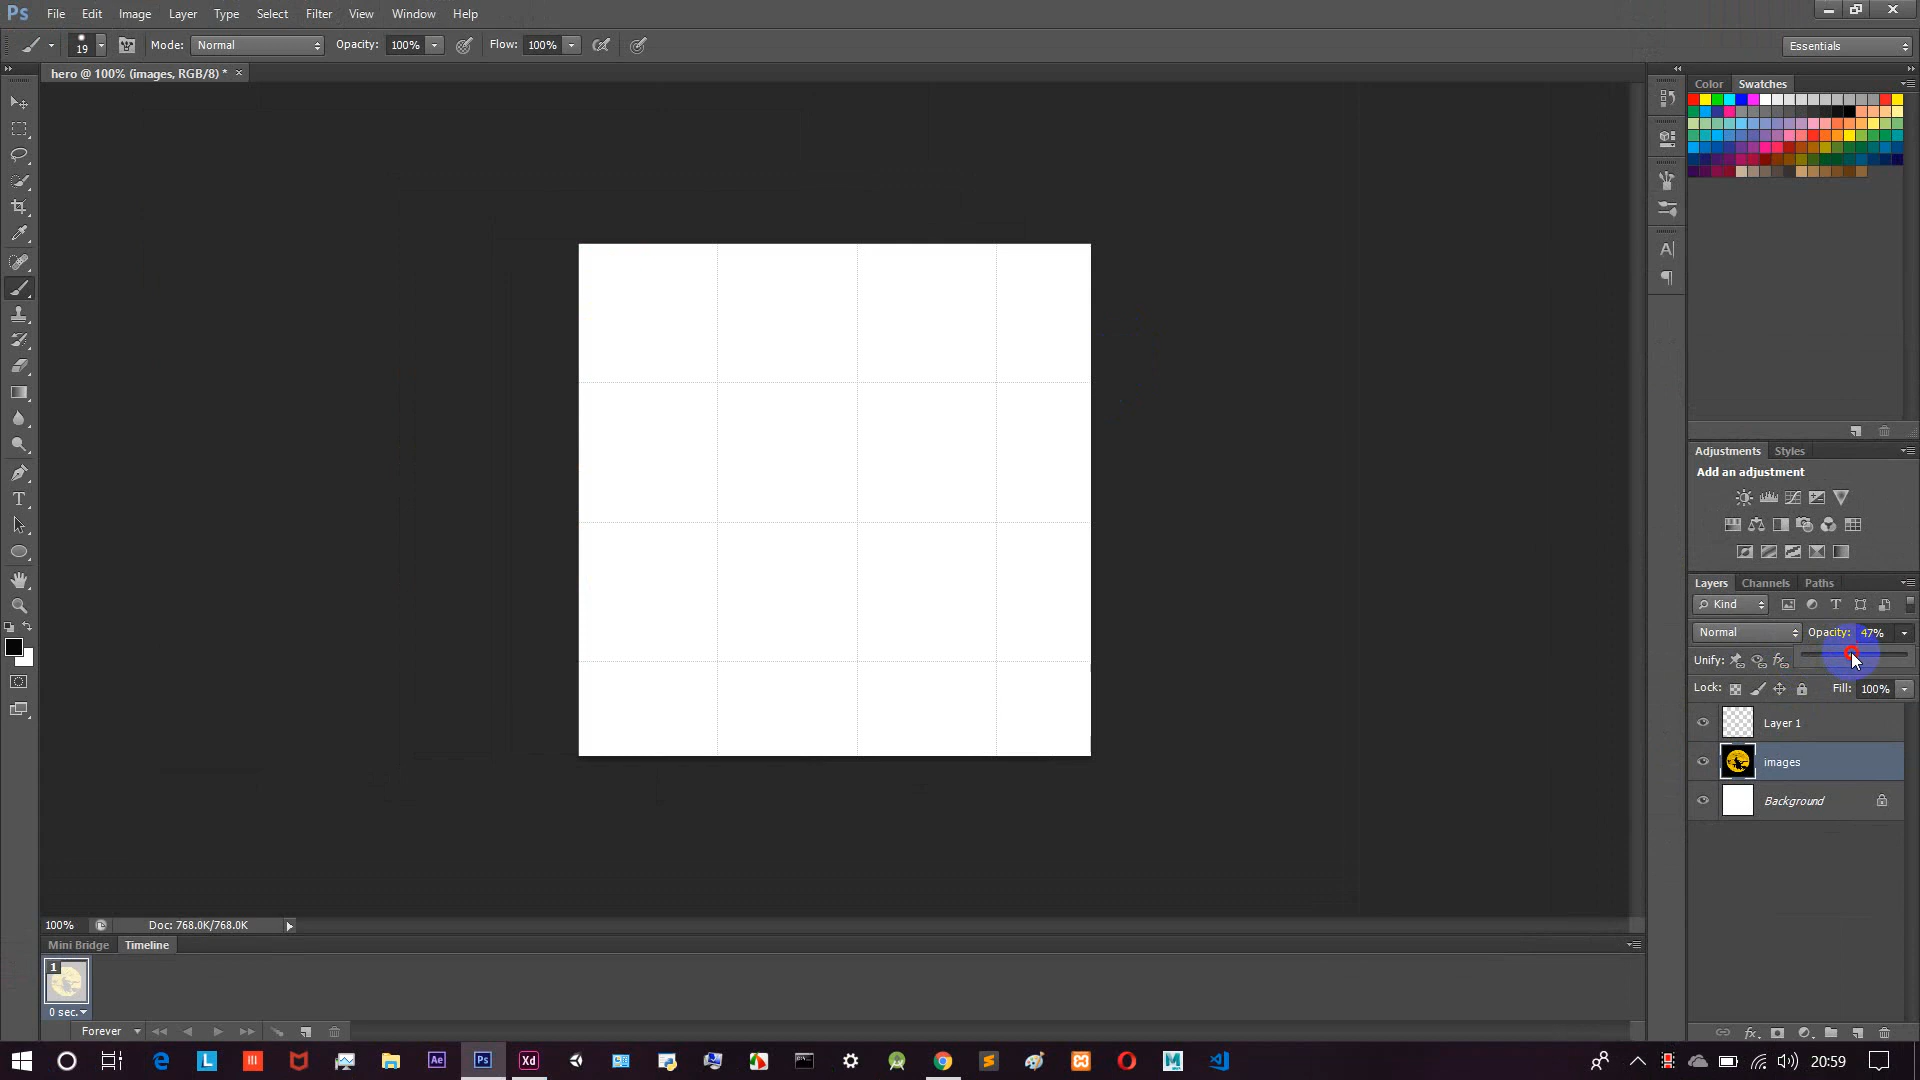 Ps File Edit Image Layer Type Select Filter View Window Help
19 Mode: Normal Opacity: 100% Flow: 100% Essentials
hero @ 100% (images, RGB/8) * ×
Color Swatches
Adjustments Styles
Add an adjustment
Layers Channels Paths
Kind
Normal Opacity: 47%
Unify:
Lock: Fill: 100%
Layer 1
images
Background
100% Doc: 768.0K/768.0K
Mini Bridge Timeline
1
0 sec.
Forever
Ae Ps Xd 20:59